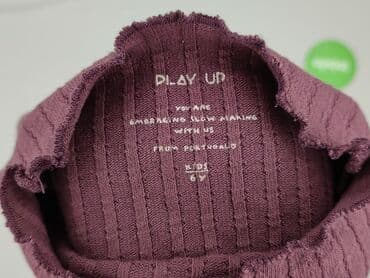 PLAY UP
YOU ARE
EMBRACING SLOW MAKING
WITH US
FROM PORTUGAL
KIDS
6Y